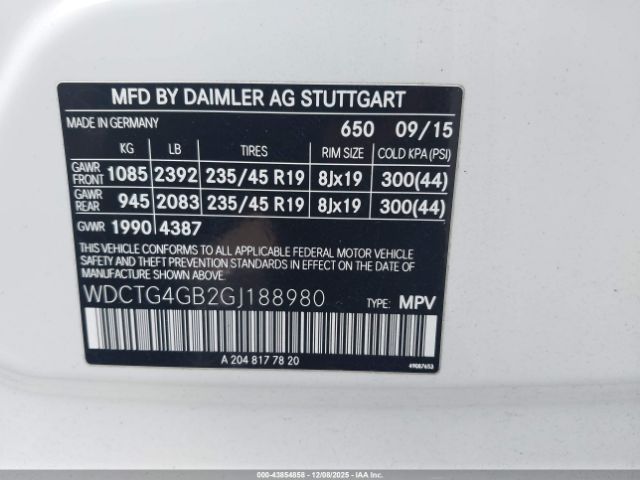 MFD BY DAIMLER AG STUTTGART
MADE IN GERMANY 650 09/15
KG LB TIRES RIM SIZE COLD KPA (PSI)
GAWR FRONT 1085 2392 235/45 R19 8Jx19 300(44)
GAWR REAR 945 2083 235/45 R19 8Jx19 300(44)
GVWR 1990 4387
THIS VEHICLE CONFORMS TO ALL APPLICABLE FEDERAL MOTOR VEHICLE
SAFETY AND THEFT PREVENTION STANDARDS IN EFFECT ON THE DATE
OF MANUFACTURE SHOWN ABOVE.
WDCTG4GB2GJ188980 TYPE: MPV
A 204 817 78 20 49087653
000-43854858 - 12/08/2025 - IAAI.COM